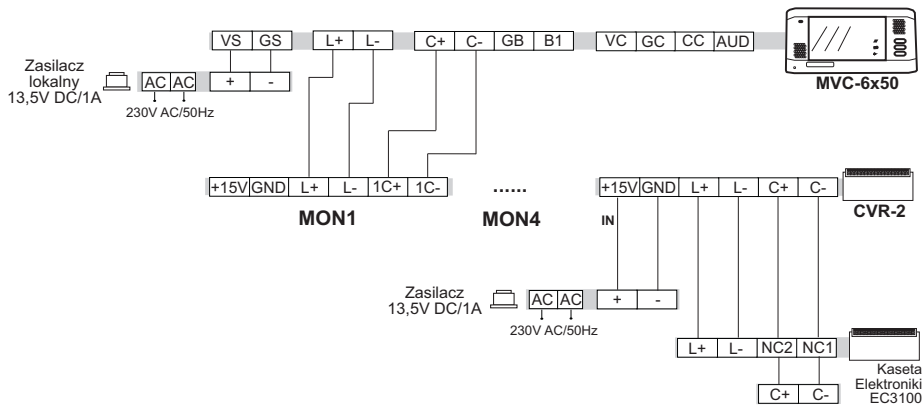 VS GS L+ L- C+ C- GB B1 VC GC CC AUD
MVC-6x50
Zasilacz
lokalny
13,5V DC/1A
AC AC + -
230V AC/50Hz
+15V GND L+ L- 1C+ 1C-
MON1
......
MON4
+15V GND L+ L- C+ C-
CVR-2
IN
Zasilacz
13,5V DC/1A
AC AC + -
230V AC/50Hz
L+ L- NC2 NC1
Kaseta
Elektroniki
EC3100
C+ C-